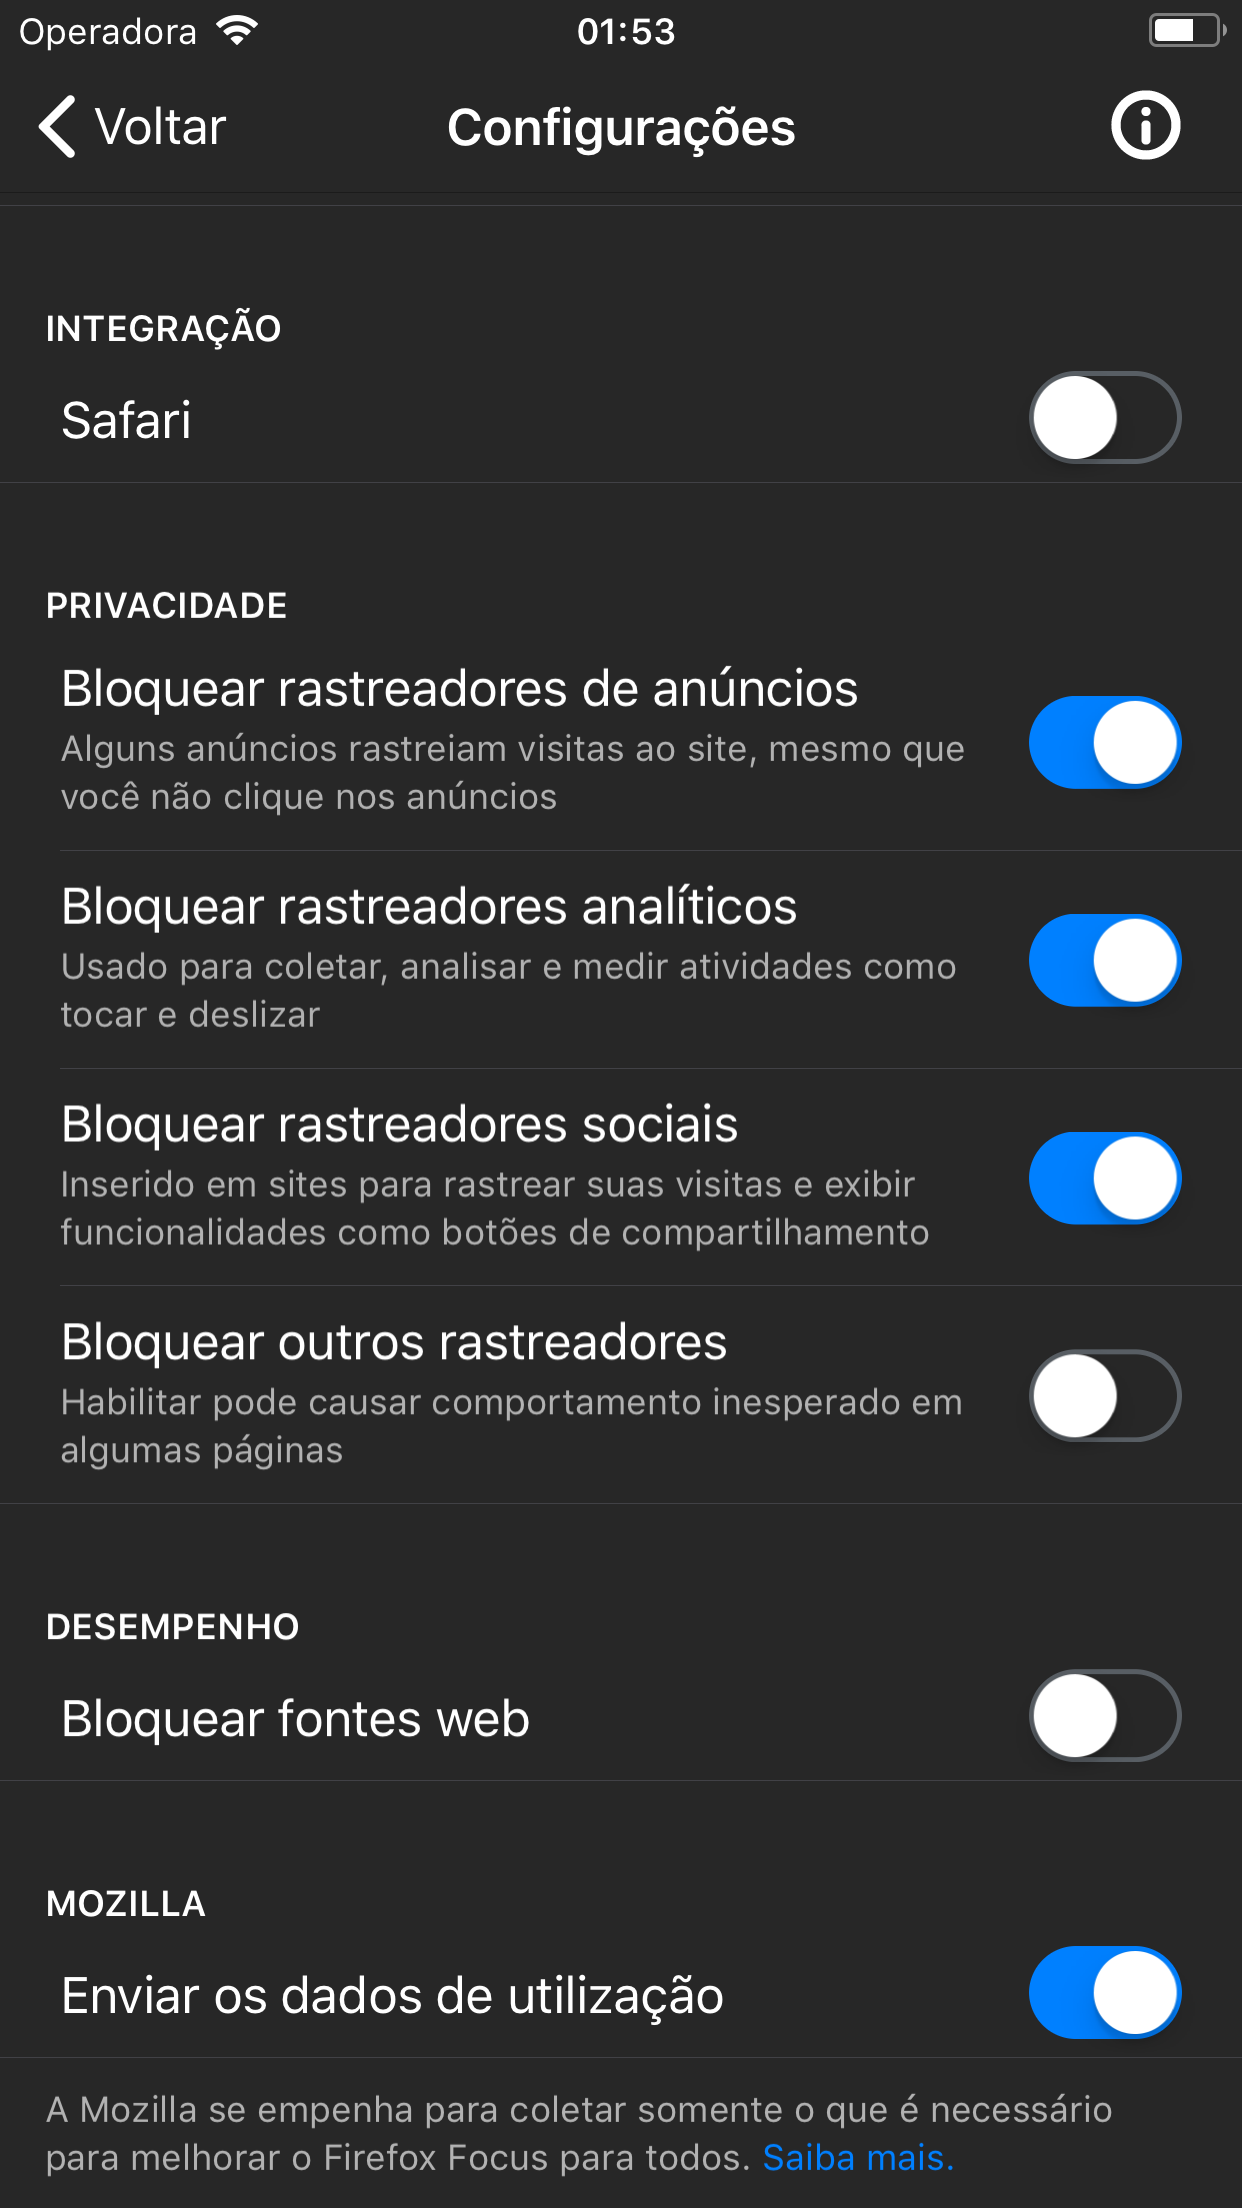 Operadora
01:53
Voltar
Configurações
INTEGRAÇÃO
Safari
PRIVACIDADE
Bloquear rastreadores de anúncios
Alguns anúncios rastreiam visitas ao site, mesmo que
você não clique nos anúncios
Bloquear rastreadores analíticos
Usado para coletar, analisar e medir atividades como
tocar e deslizar
Bloquear rastreadores sociais
Inserido em sites para rastrear suas visitas e exibir
funcionalidades como botões de compartilhamento
Bloquear outros rastreadores
Habilitar pode causar comportamento inesperado em
algumas páginas
DESEMPENHO
Bloquear fontes web
MOZILLA
Enviar os dados de utilização
A Mozilla se empenha para coletar somente o que é necessário
para melhorar o Firefox Focus para todos. Saiba mais.